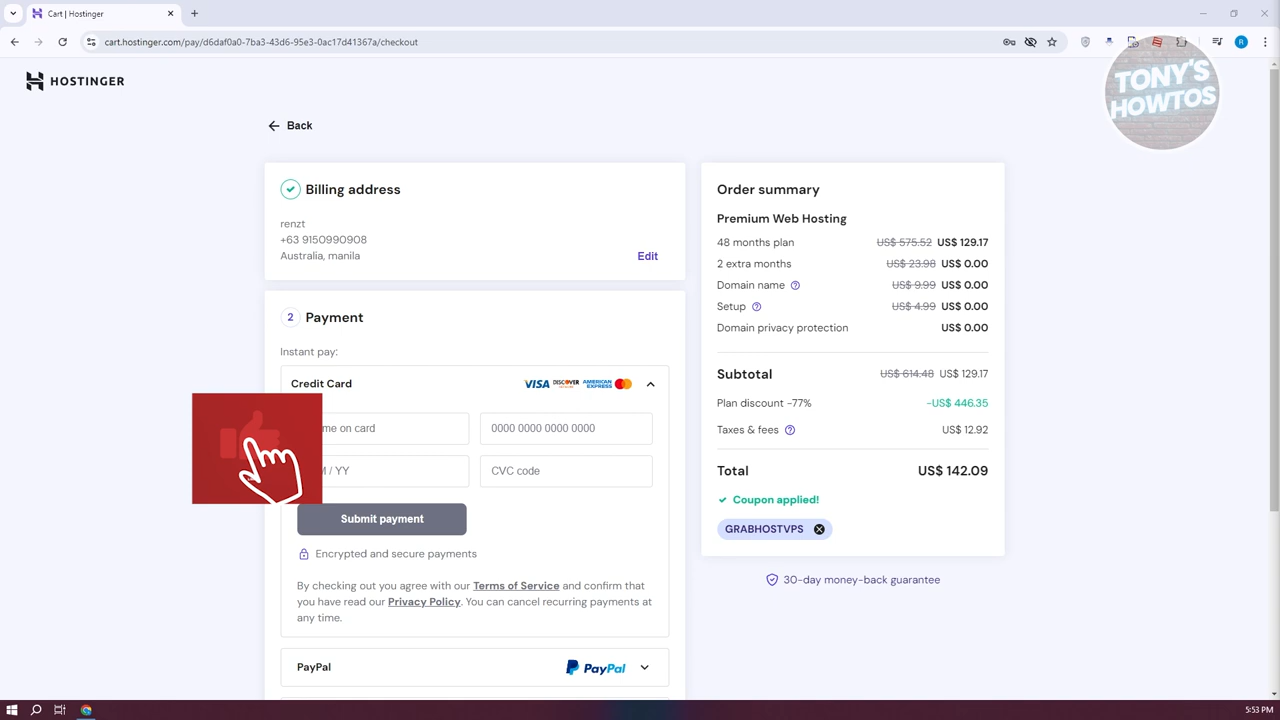 Cart | Hostinger
cart.hostinger.com/pay/d6daf0a0-7ba3-43d6-95e3-0ac17d41367a/checkout
R
TONY'S
HOWTOS
HOSTINGER
Back
Billing address
renzt
+63 9150990908
Australia, manila
Edit
2 Payment
Instant pay:
Credit Card
VISA DISCOVER AMERICAN EXPRESS
me on card
0000 0000 0000 0000
/ YY
CVC code
Submit payment
Encrypted and secure payments
By checking out you agree with our Terms of Service and confirm that
you have read our Privacy Policy. You can cancel recurring payments at
any time.
PayPal
PayPal
Order summary
Premium Web Hosting
48 months plan US$ 575.52 US$ 129.17
2 extra months US$ 23.98 US$ 0.00
Domain name US$ 9.99 US$ 0.00
Setup US$ 4.99 US$ 0.00
Domain privacy protection US$ 0.00
Subtotal US$ 614.48 US$ 129.17
Plan discount -77% -US$ 446.35
Taxes & fees US$ 12.92
Total US$ 142.09
Coupon applied!
GRABHOSTVPS
30-day money-back guarantee
5:53 PM